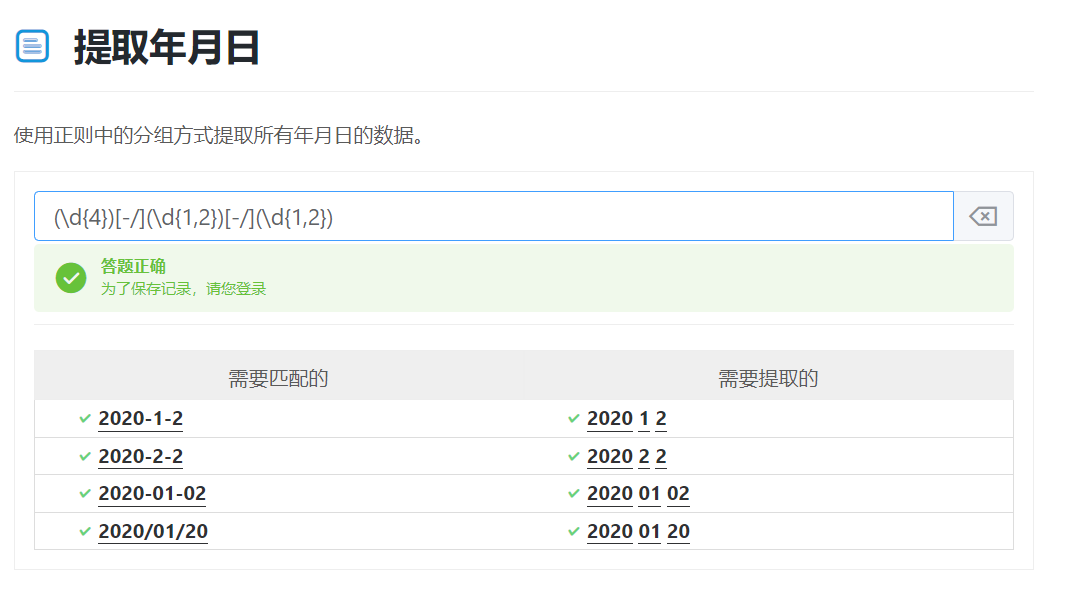 提取年月日
使用正则中的分组方式提取所有年月日的数据。
(\d{4})[-/](\d{1,2})[-/](\d{1,2})
答题正确
为了保存记录，请您登录
需要匹配的 需要提取的
2020-1-2 2020 1 2
2020-2-2 2020 2 2
2020-01-02 2020 01 02
2020/01/20 2020 01 20